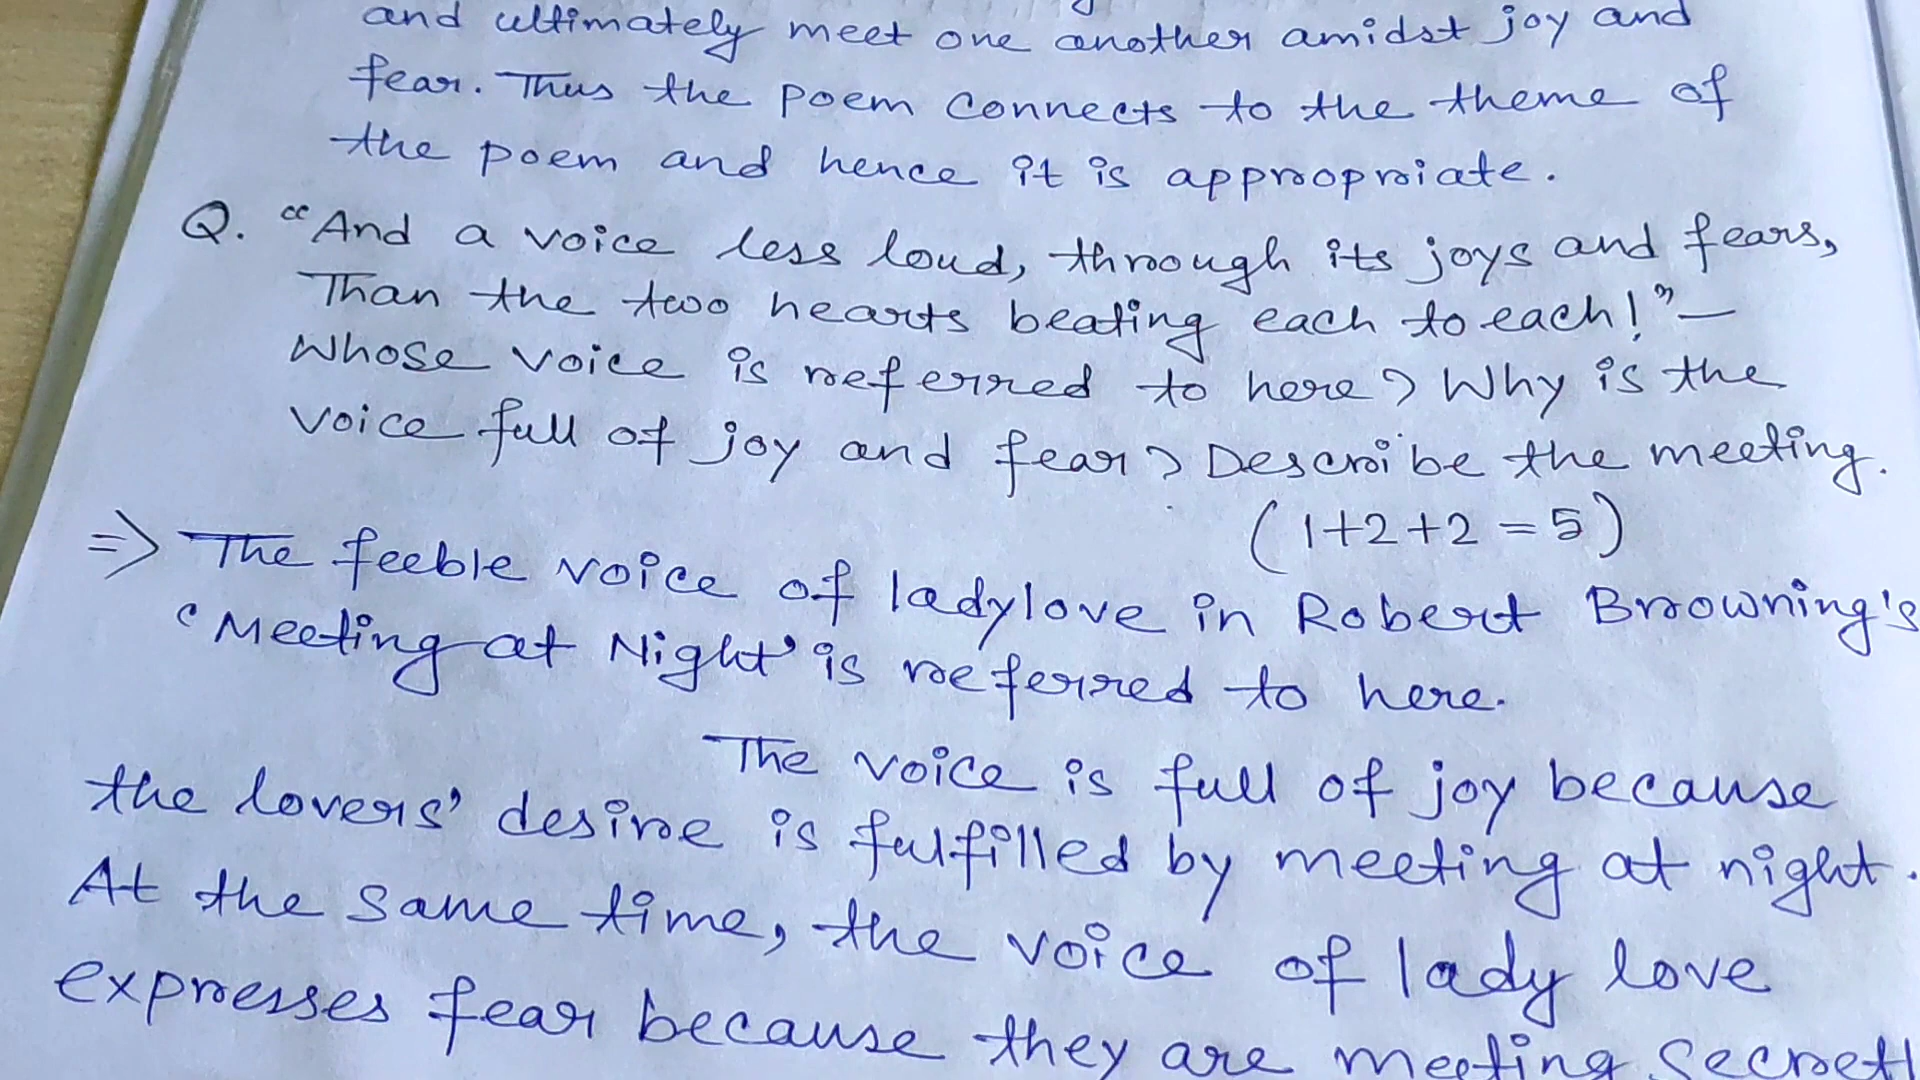 and ultimately meet one another amidst joy and
fear. Thus the poem connects to the theme of
the poem and hence it is appropriate.
Q. "And a voice less loud, through its joys and fears,
Than the two hearts beating each to each!" —
Whose voice is referred to here? Why is the
voice full of joy and fear? Describe the meeting.
(1+2+2 = 5)
=> The feeble voice of ladylove in Robert Browning's
'Meeting at Night' is referred to here.
The voice is full of joy because
the lovers' desire is fulfilled by meeting at night.
At the same time, the voice of lady love
expresses fear because they are meeting